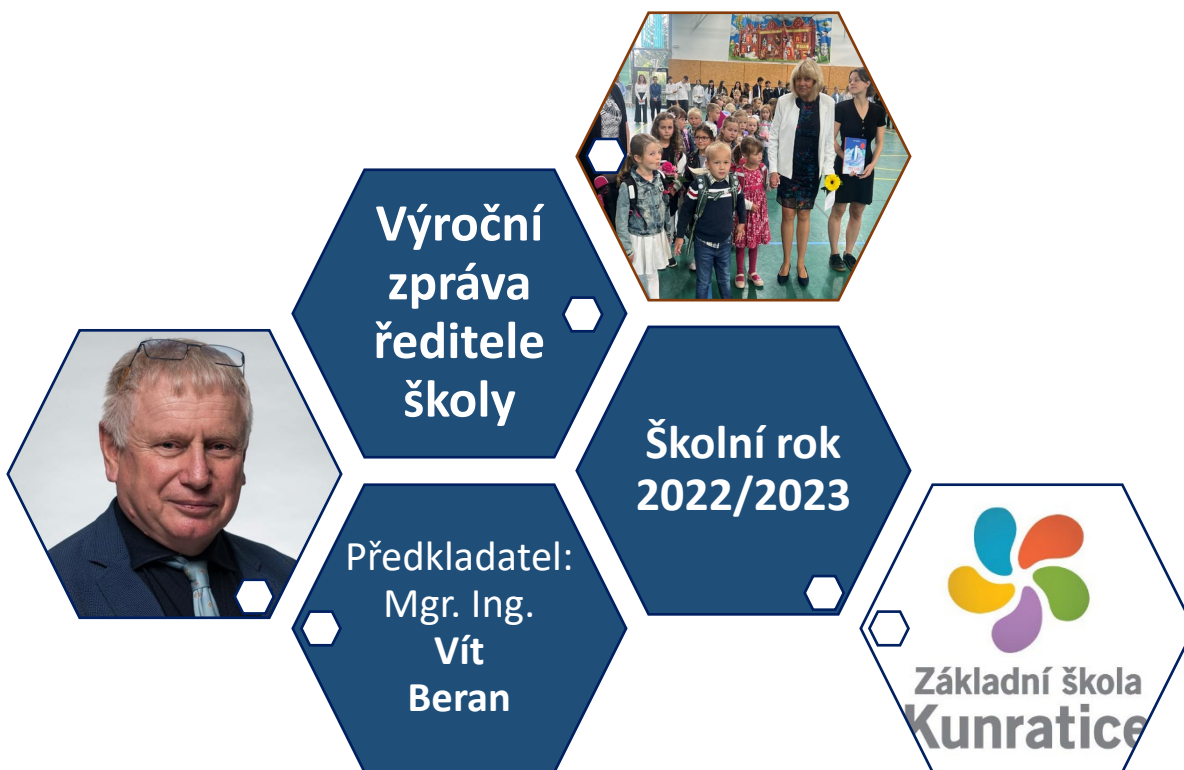 Výroční
zpráva
ředitele
školy
Školní rok
2022/2023
Předkladatel:
Mgr. Ing.
Vít
Beran
Základní škola
Kunratice